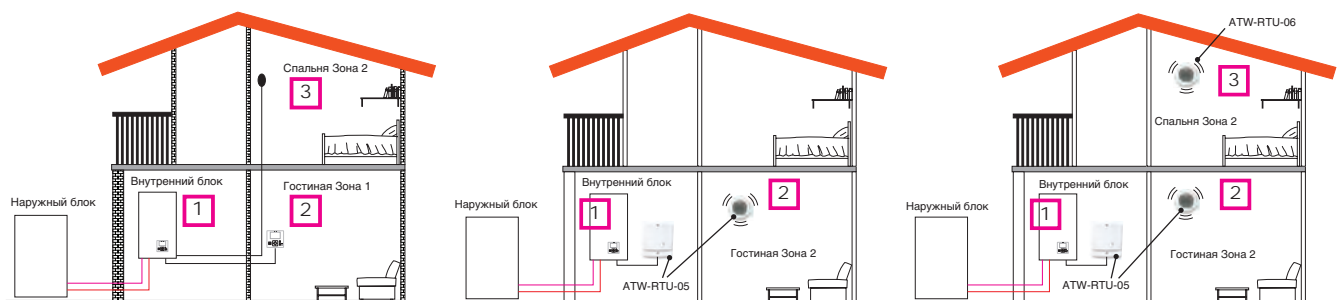 Спальня Зона 2
3
Внутренний блок
Гостиная Зона 1
Наружный блок
1
2
Внутренний блок
2
Наружный блок
1
Гостиная Зона 2
ATW-RTU-05
ATW-RTU-06
3
Спальня Зона 2
Внутренний блок
2
Наружный блок
1
Гостиная Зона 2
ATW-RTU-05